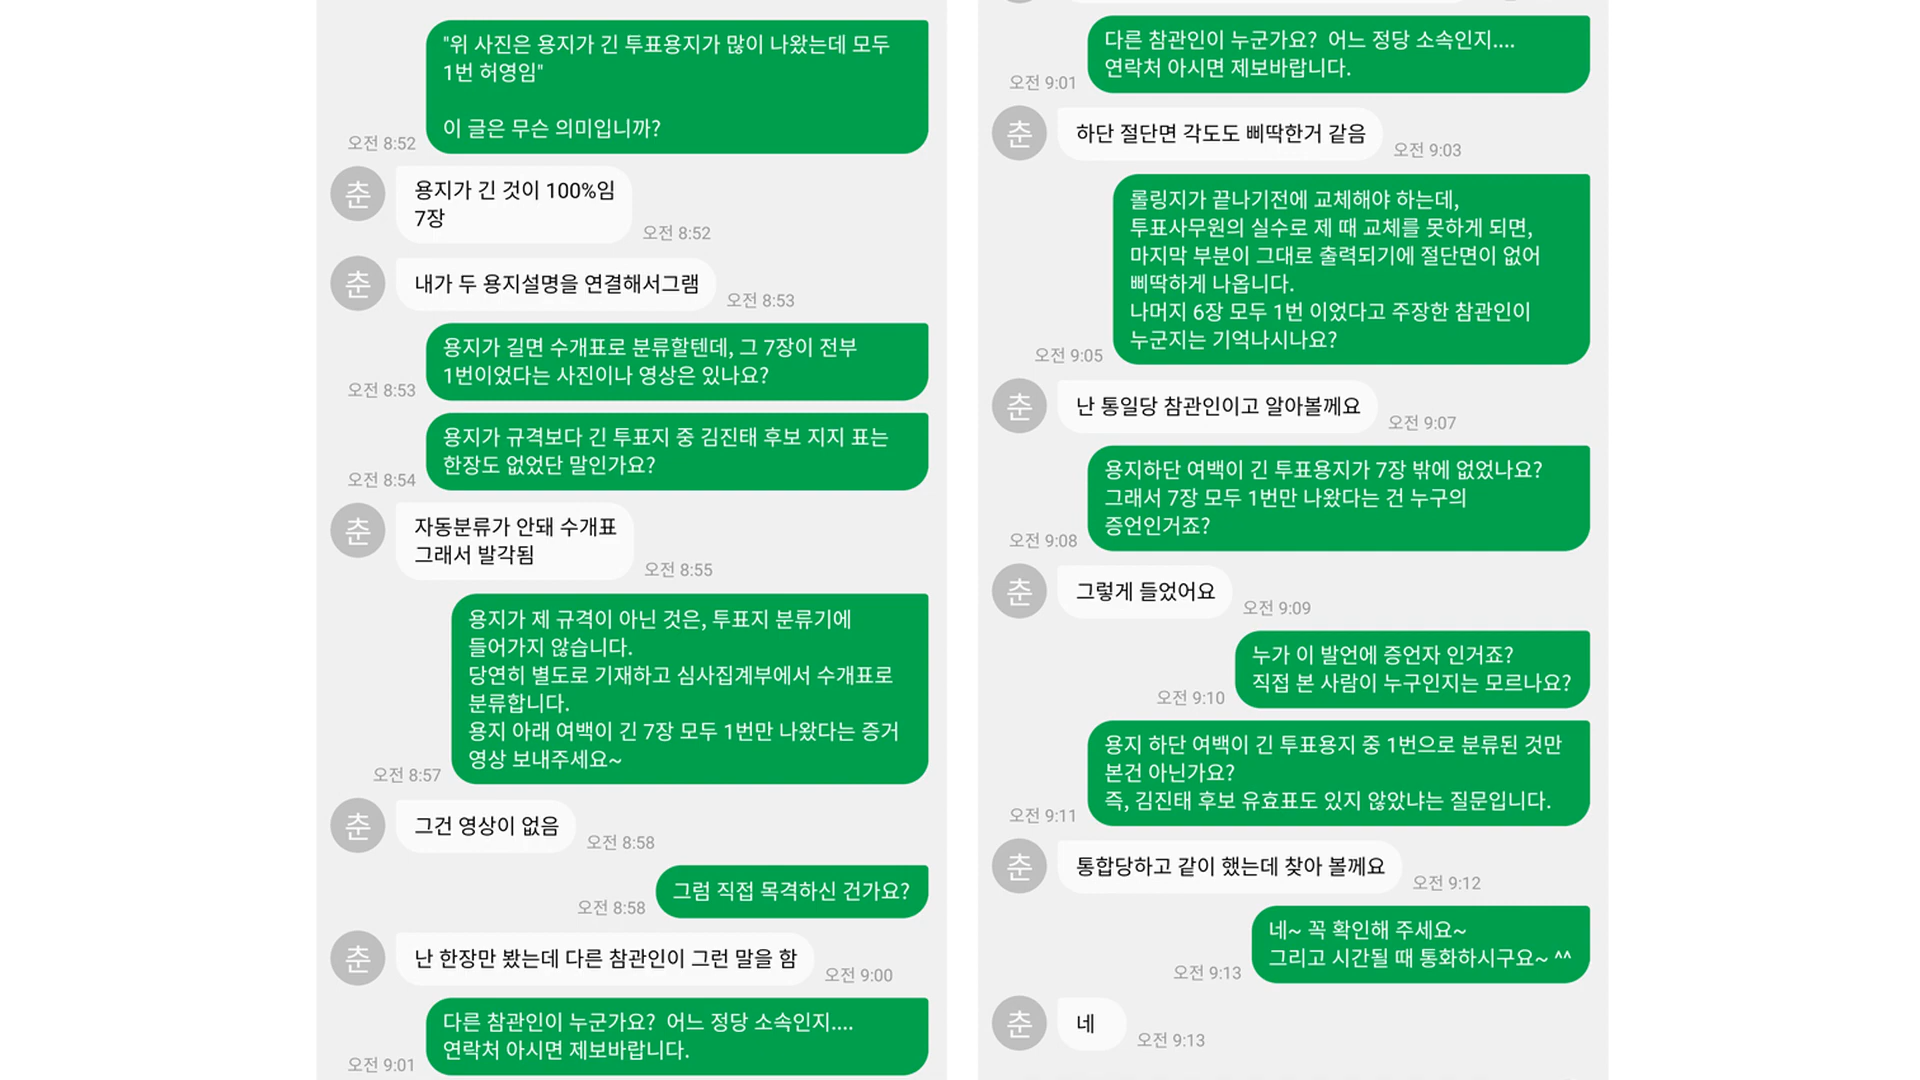 "위 사진은 용지가 긴 투표용지가 많이 나왔는데 모두
1번 허영임"
이 글은 무슨 의미입니까?
오전 8:52
춘
용지가 긴 것이 100%임
7장
오전 8:52
춘
내가 두 용지설명을 연결해서그램
오전 8:53
용지가 길면 수개표로 분류할텐데, 그 7장이 전부
1번이었다는 사진이나 영상은 있나요?
오전 8:53
용지가 규격보다 긴 투표지 중 김진태 후보 지지 표는
한장도 없었단 말인가요?
오전 8:54
춘
자동분류가 안돼 수개표
그래서 발각됨
오전 8:55
용지가 제 규격이 아닌 것은, 투표지 분류기에
들어가지 않습니다.
당연히 별도로 기재하고 심사집계부에서 수개표로
분류합니다.
용지 아래 여백이 긴 7장 모두 1번만 나왔다는 증거
영상 보내주세요~
오전 8:57
춘
그건 영상이 없음
오전 8:58
그럼 직접 목격하신 건가요?
오전 8:58
춘
난 한장만 봤는데 다른 참관인이 그런 말을 함
오전 9:00
다른 참관인이 누군가요? 어느 정당 소속인지....
연락처 아시면 제보바랍니다.
오전 9:01
다른 참관인이 누군가요? 어느 정당 소속인지....
연락처 아시면 제보바랍니다.
오전 9:01
춘
하단 절단면 각도도 삐딱한거 같음
오전 9:03
롤링지가 끝나기전에 교체해야 하는데,
투표사무원의 실수로 제 때 교체를 못하게 되면,
마지막 부분이 그대로 출력되기에 절단면이 없어
삐딱하게 나옵니다.
나머지 6장 모두 1번 이었다고 주장한 참관인이
누군지는 기억나시나요?
오전 9:05
춘
난 통일당 참관인이고 알아볼께요
오전 9:07
용지하단 여백이 긴 투표용지가 7장 밖에 없었나요?
그래서 7장 모두 1번만 나왔다는 건 누구의
증언인거죠?
오전 9:08
춘
그렇게 들었어요
오전 9:09
누가 이 발언에 증언자 인거죠?
직접 본 사람이 누구인지는 모르나요?
오전 9:10
용지 하단 여백이 긴 투표용지 중 1번으로 분류된 것만
본건 아닌가요?
즉, 김진태 후보 유효표도 있지 않았냐는 질문입니다.
오전 9:11
춘
통합당하고 같이 했는데 찾아 볼께요
오전 9:12
네~ 꼭 확인해 주세요~
그리고 시간될 때 통화하시구요~ ^^
오전 9:13
춘
네
오전 9:13